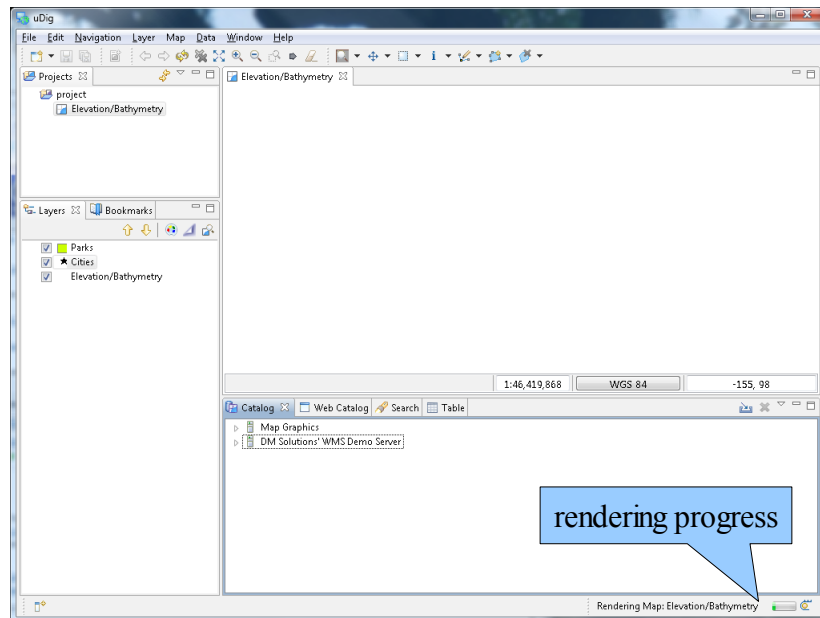 uDig
File Edit Navigation Layer Map Data Window Help
Projects
project
Elevation/Bathymetry
Elevation/Bathymetry
Layers Bookmarks
Parks
Cities
Elevation/Bathymetry
1:46,419,868 WGS 84 -155, 98
Catalog Web Catalog Search Table
Map Graphics
DM Solutions' WMS Demo Server
rendering progress
Rendering Map: Elevation/Bathymetry